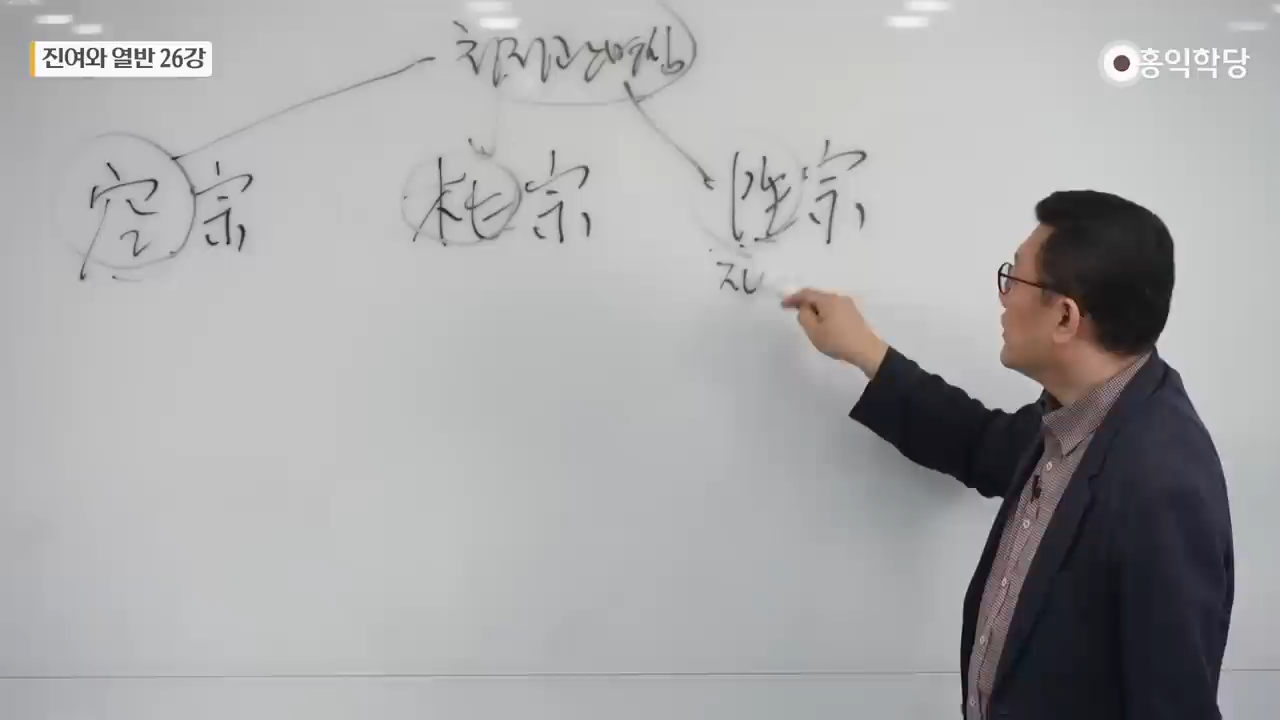 진여와 열반 26강
홍익학당
空宗 相宗 性宗